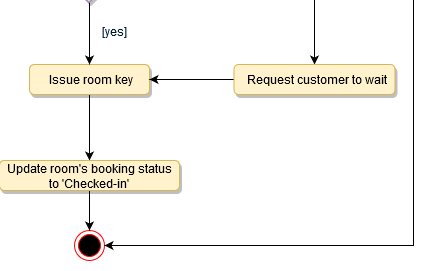 [yes]
Issue room key
Request customer to wait
Update room's booking status
to 'Checked-in'